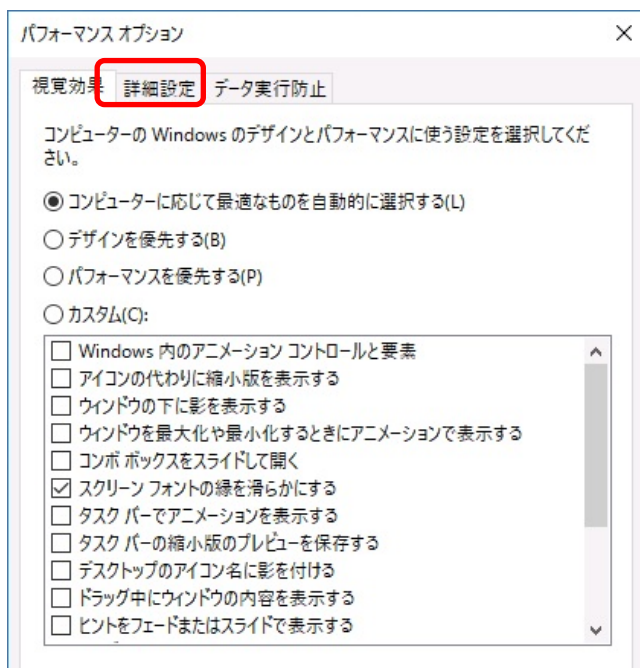 パフォーマンス オプション
視覚効果 詳細設定 データ実行防止
コンピューターの Windows のデザインとパフォーマンスに使う設定を選択してくだ
さい。
コンピューターに応じて最適なものを自動的に選択する(L)
デザインを優先する(B)
パフォーマンスを優先する(P)
カスタム(C):
Windows 内のアニメーション コントロールと要素
アイコンの代わりに縮小版を表示する
ウィンドウの下に影を表示する
ウィンドウを最大化や最小化するときにアニメーションで表示する
コンボ ボックスをスライドして開く
スクリーン フォントの縁を滑らかにする
タスク バーでアニメーションを表示する
タスク バーの縮小版のプレビューを保存する
デスクトップのアイコン名に影を付ける
ドラッグ中にウィンドウの内容を表示する
ヒントをフェードまたはスライドで表示する